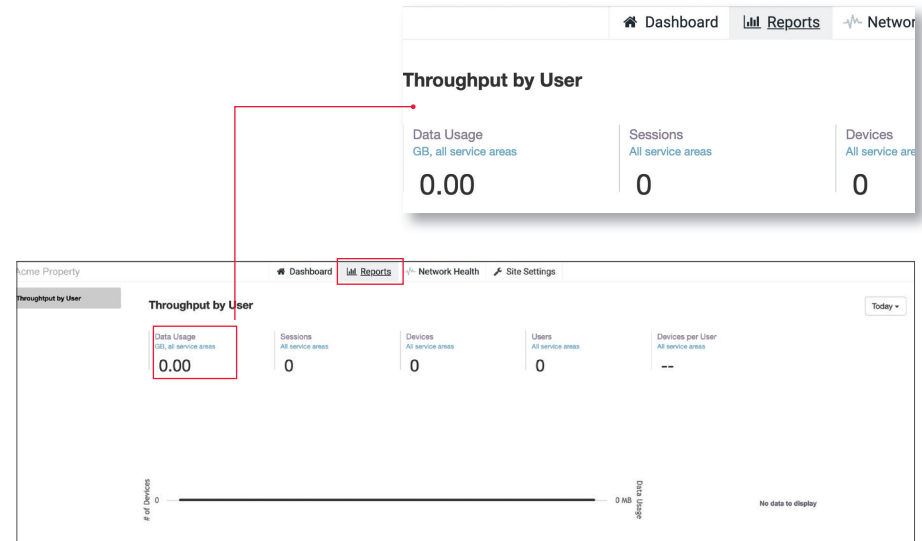 Dashboard Reports Networ
Throughput by User
Data Usage Sessions Devices
GB, all service areas All service areas All service are
0.00 0 0
Acme Property Dashboard Reports Network Health Site Settings
Throughtput by User
Throughput by User Today
Data Usage Sessions Devices Users Devices per User
GB, all service areas All service areas All service areas All service areas All service areas
0.00 0 0 0 --
# of Devices
0
0 MB
Data Usage
No data to display